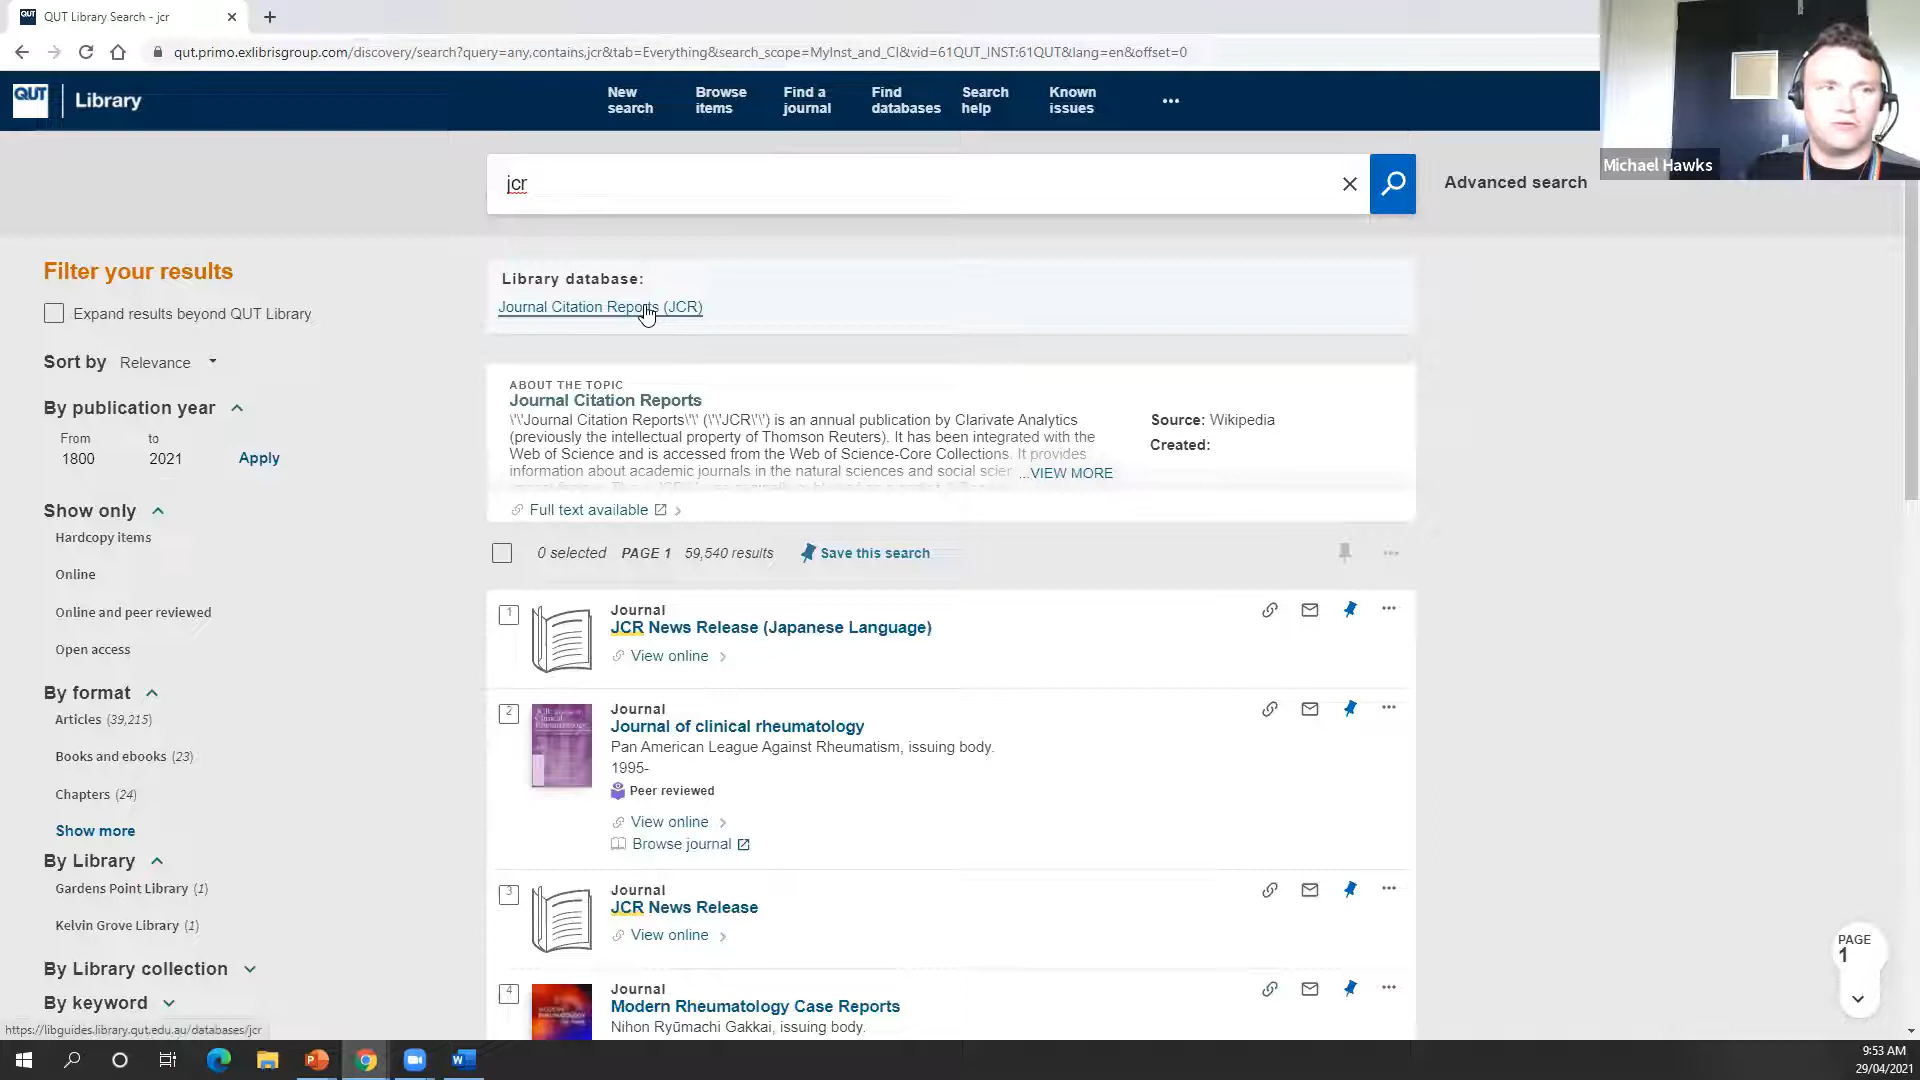 QUT Library Search - jcr
qut.primo.exlibrisgroup.com/discovery/search?query=any,contains,jcr&tab=Everything&search_scope=MyInst_and_CI&vid=61QUT_INST:61QUT&lang=en&offset=0
QUT Library
New search
Browse items
Find a journal
Find databases
Search help
Known issues
Michael Hawks
jcr
Advanced search
Filter your results
Expand results beyond QUT Library
Sort by Relevance
By publication year
From to
1800 2021 Apply
Show only
Hardcopy items
Online
Online and peer reviewed
Open access
By format
Articles (39,215)
Books and ebooks (23)
Chapters (24)
Show more
By Library
Gardens Point Library (1)
Kelvin Grove Library (1)
By Library collection
By keyword
https://libguides.library.qut.edu.au/databases/jcr
Library database:
Journal Citation Reports (JCR)
ABOUT THE TOPIC
Journal Citation Reports
\'\'Journal Citation Reports\'\' (\'\'JCR\'\') is an annual publication by Clarivate Analytics
(previously the intellectual property of Thomson Reuters). It has been integrated with the
Web of Science and is accessed from the Web of Science-Core Collections. It provides
information about academic journals in the natural sciences and social scier ...VIEW MORE
Source: Wikipedia
Created:
Full text available
0 selected PAGE 1 59,540 results Save this search
1
Journal
JCR News Release (Japanese Language)
View online
2
Journal
Journal of clinical rheumatology
Pan American League Against Rheumatism, issuing body.
1995-
Peer reviewed
View online
Browse journal
3
Journal
JCR News Release
View online
4
Journal
Modern Rheumatology Case Reports
Nihon Ryūmachi Gakkai, issuing body.
PAGE
1
9:53 AM
29/04/2021